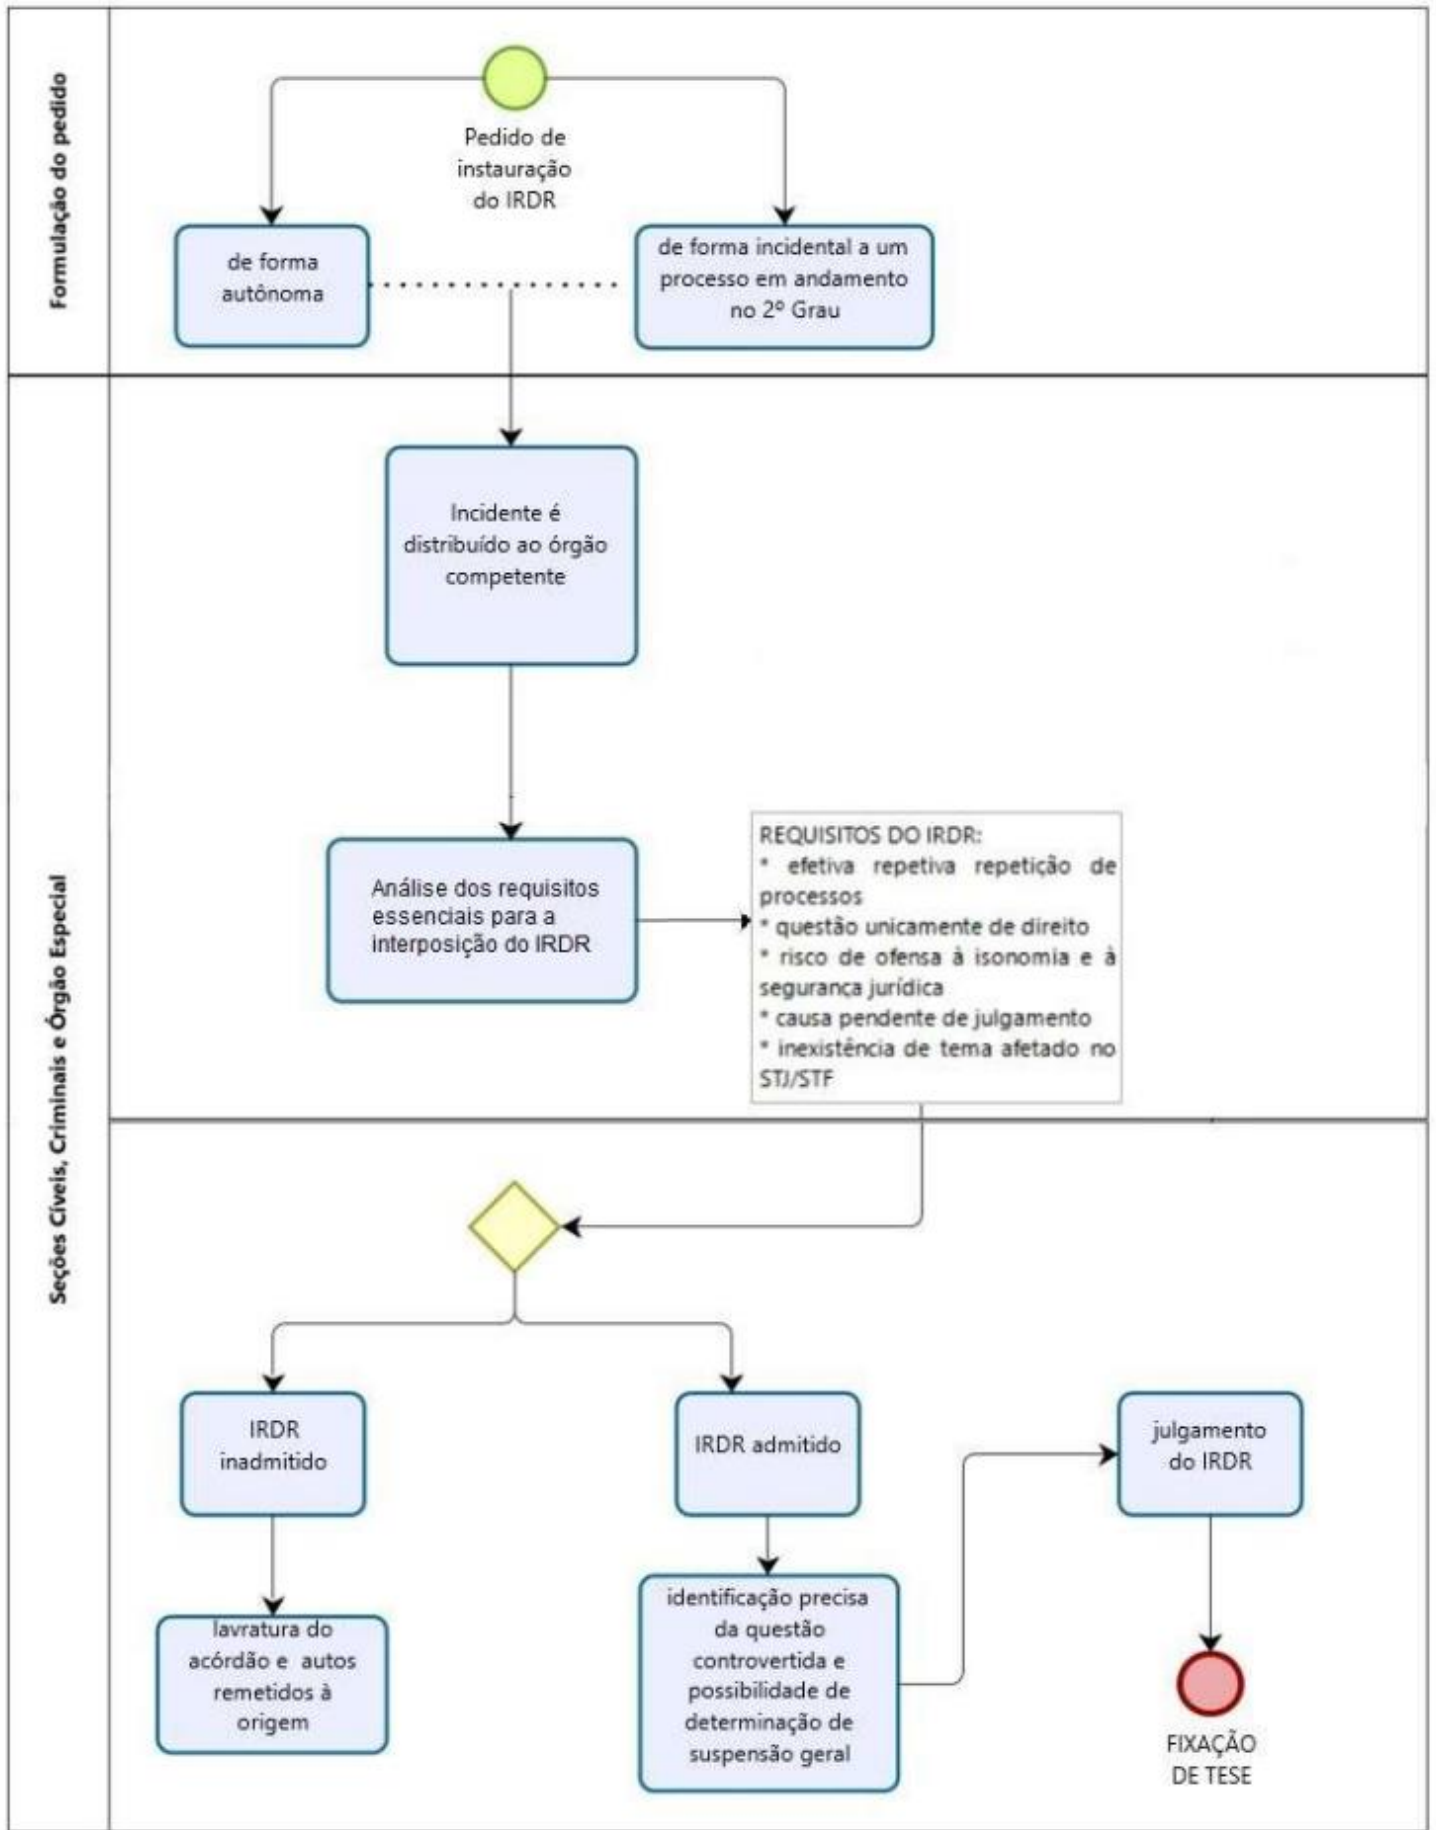 Formulação do pedido
Pedido de
instauração
do IRDR
de forma
autônoma
de forma incidental a um
processo em andamento
no 2º Grau
Seções Cíveis, Criminais e Órgão Especial
Incidente é
distribuído ao órgão
competente
Análise dos requisitos
essenciais para a
interposição do IRDR
REQUISITOS DO IRDR:
* efetiva repetiva repetição de
processos
* questão unicamente de direito
* risco de ofensa à isonomia e à
segurança jurídica
* causa pendente de julgamento
* inexistência de tema afetado no
STJ/STF
IRDR
inadmitido
IRDR admitido
julgamento
do IRDR
lavratura do
acórdão e autos
remetidos à
origem
identificação precisa
da questão
controvertida e
possibilidade de
determinação de
suspensão geral
FIXAÇÃO
DE TESE